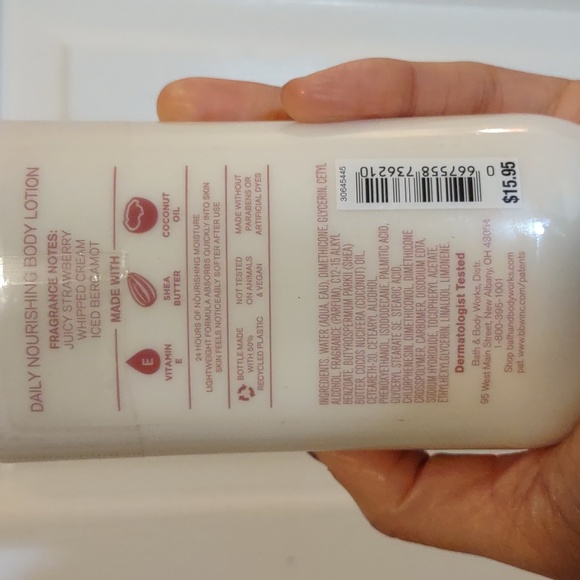 DAILY NOURISHING BODY LOTION
FRAGRANCE NOTES:
JUICY STRAWBERRY
WHIPPED CREAM
ICED BERGAMOT
MADE WITH
E
VITAMIN
E
SHEA
BUTTER
COCONUT
OIL
24 HOURS OF NOURISHING MOISTURE
LIGHTWEIGHT FORMULA ABSORBS QUICKLY INTO SKIN
SKIN FEELS NOTICEABLY SOFTER AFTER USE
BOTTLE MADE
WITH 50%
RECYCLED PLASTIC
NOT TESTED
ON ANIMALS
& VEGAN
MADE WITHOUT
PARABENS OR
ARTIFICIAL DYES
INGREDIENTS: WATER (AQUA, EAU), DIMETHICONE, GLYCERIN, CETYL
ALCOHOL, FRAGRANCE (PARFUM), C12-15 ALKYL
BENZOATE, BUTYROSPERMUM PARKII (SHEA)
BUTTER, COCOS NUCIFERA (COCONUT) OIL,
CETEARETH-20, CETEARYL ALCOHOL,
PHENOXYETHANOL, ISODODECANE, PALMITIC ACID,
GLYCERYL STEARATE SE, STEARIC ACID,
CHLORPHENESIN, DIMETHICONOL, DIMETHICONE
CROSSPOLYMER, CARBOMER, DISODIUM EDTA,
SODIUM HYDROXIDE, TOCOPHERYL ACETATE,
ETHYLHEXYLGLYCERIN, LINALOOL, LIMONENE.
Dermatologist Tested
Bath & Body Works, Distr.
95 West Main Street, New Albany, OH 43054
1-800-395-1001
Shop bathandbodyworks.com
pat. www.bbwinc.com/patents
30645445
0 667558 736210
$15.95